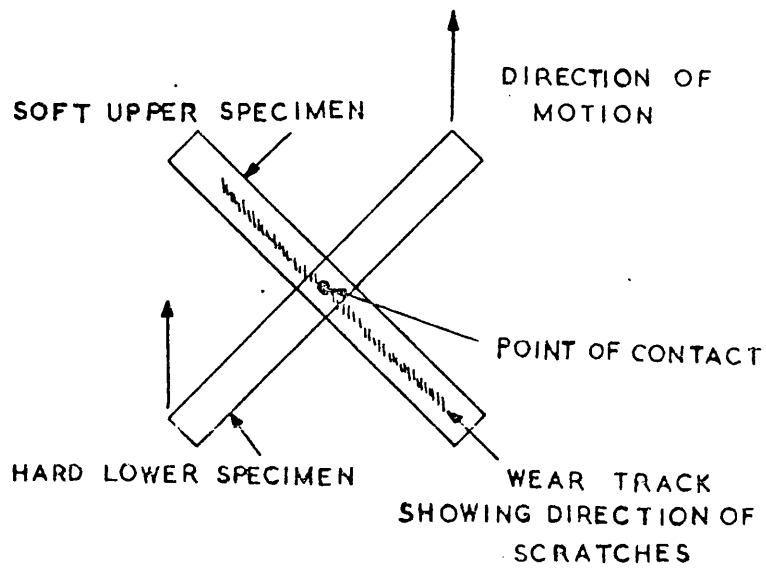 DIRECTION OF
MOTION
SOFT UPPER SPECIMEN
POINT OF CONTACT
HARD LOWER SPECIMEN
WEAR TRACK
SHOWING DIRECTION OF
SCRATCHES